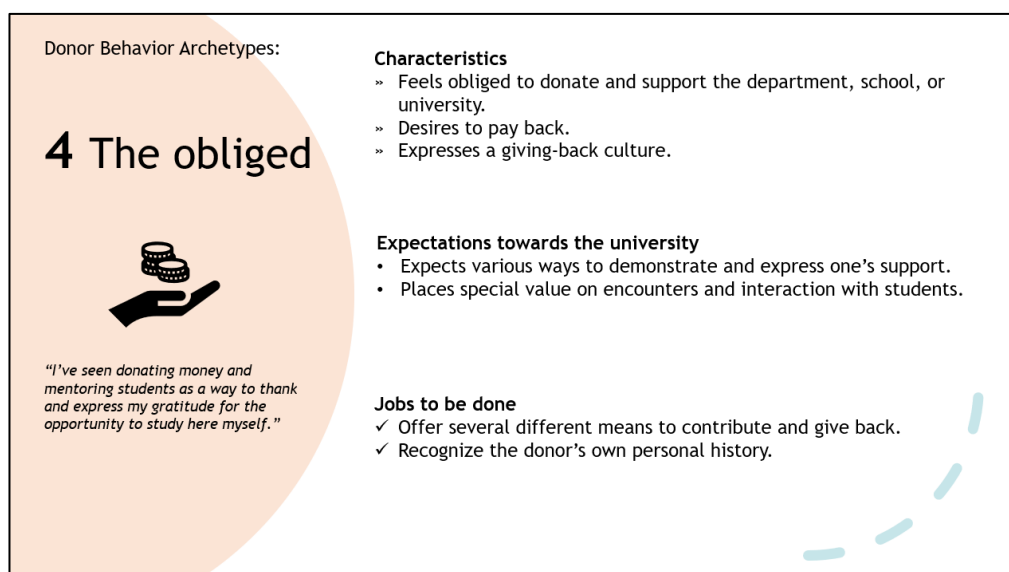 Donor Behavior Archetypes:
4 The obliged
“I’ve seen donating money and
mentoring students as a way to thank
and express my gratitude for the
opportunity to study here myself.”
Characteristics
» Feels obliged to donate and support the department, school, or
university.
» Desires to pay back.
» Expresses a giving-back culture.
Expectations towards the university
• Expects various ways to demonstrate and express one’s support.
• Places special value on encounters and interaction with students.
Jobs to be done
✓ Offer several different means to contribute and give back.
✓ Recognize the donor’s own personal history.